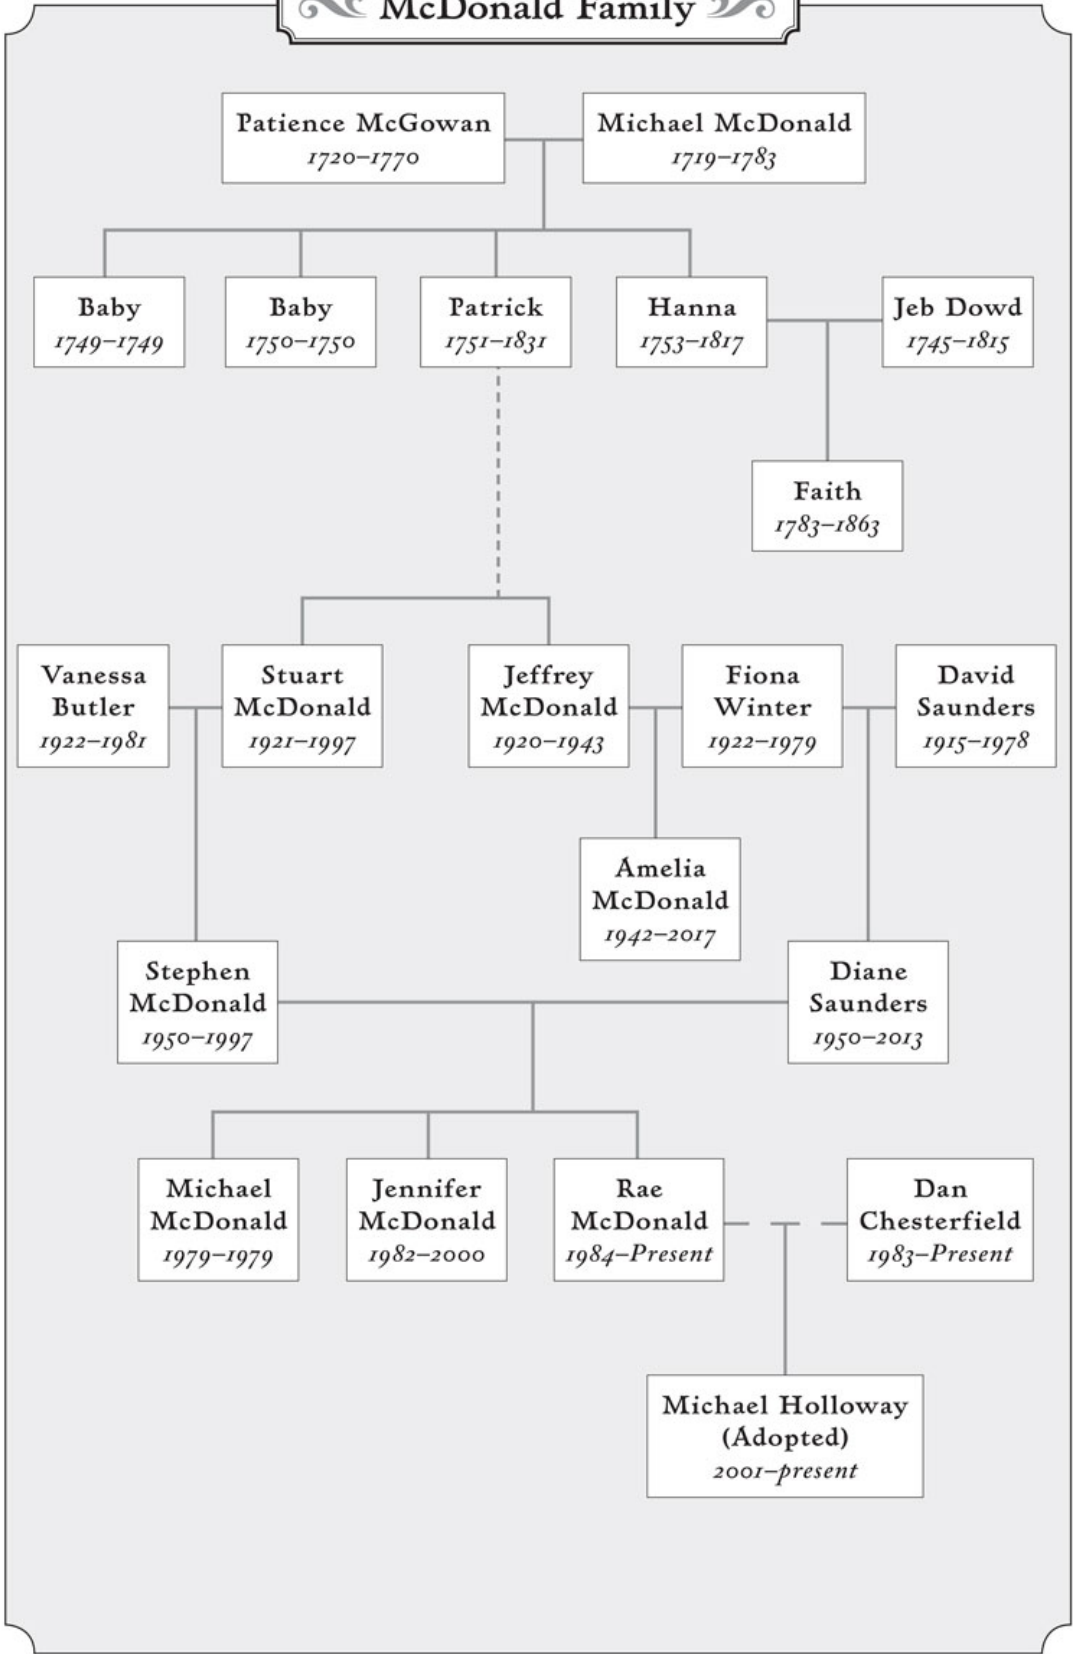 McDonald Family
Patience McGowan
1720–1770
Michael McDonald
1719–1783
Baby
1749–1749
Baby
1750–1750
Patrick
1751–1831
Hanna
1753–1817
Jeb Dowd
1745–1815
Faith
1783–1863
Vanessa
Butler
1922–1981
Stuart
McDonald
1921–1997
Jeffrey
McDonald
1920–1943
Fiona
Winter
1922–1979
David
Saunders
1915–1978
Amelia
McDonald
1942–2017
Stephen
McDonald
1950–1997
Diane
Saunders
1950–2013
Michael
McDonald
1979–1979
Jennifer
McDonald
1982–2000
Rae
McDonald
1984–Present
Dan
Chesterfield
1983–Present
Michael Holloway
(Adopted)
2001–present